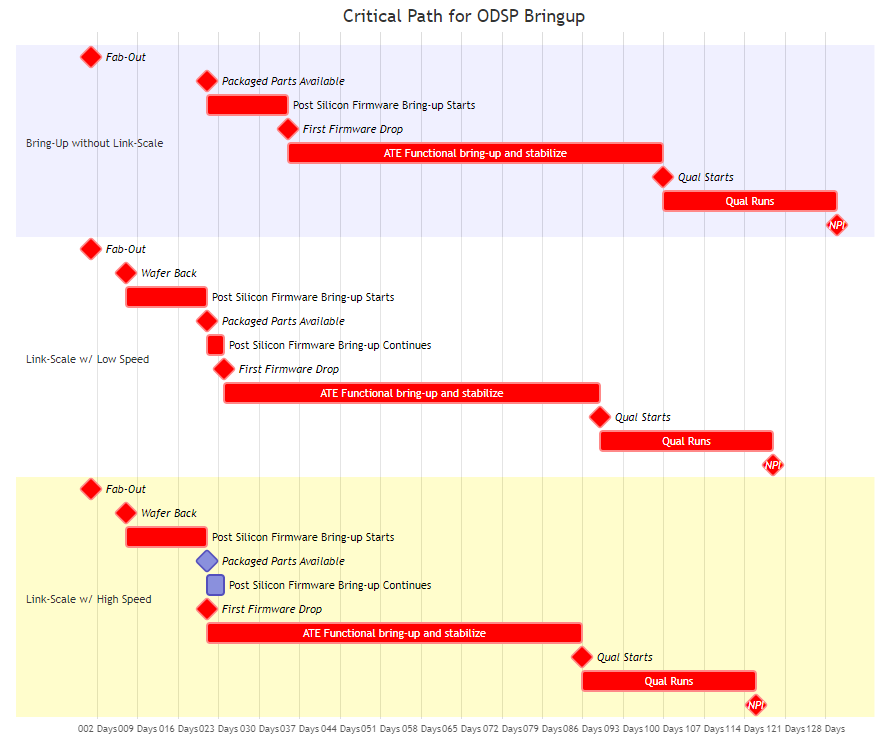 Critical Path for ODSP Bringup
Fab-Out
Packaged Parts Available
Post Silicon Firmware Bring-up Starts
First Firmware Drop
Bring-Up without Link-Scale
ATE Functional bring-up and stabilize
Qual Starts
Qual Runs
NPI
Fab-Out
Wafer Back
Post Silicon Firmware Bring-up Starts
Packaged Parts Available
Post Silicon Firmware Bring-up Continues
Link-Scale w/ Low Speed
First Firmware Drop
ATE Functional bring-up and stabilize
Qual Starts
Qual Runs
NPI
Fab-Out
Wafer Back
Post Silicon Firmware Bring-up Starts
Packaged Parts Available
Post Silicon Firmware Bring-up Continues
Link-Scale w/ High Speed
First Firmware Drop
ATE Functional bring-up and stabilize
Qual Starts
Qual Runs
NPI
002 Days 009 Days 016 Days 023 Days 030 Days 037 Days 044 Days 051 Days 058 Days 065 Days 072 Days 079 Days 086 Days 093 Days 100 Days 107 Days 114 Days 121 Days 128 Days